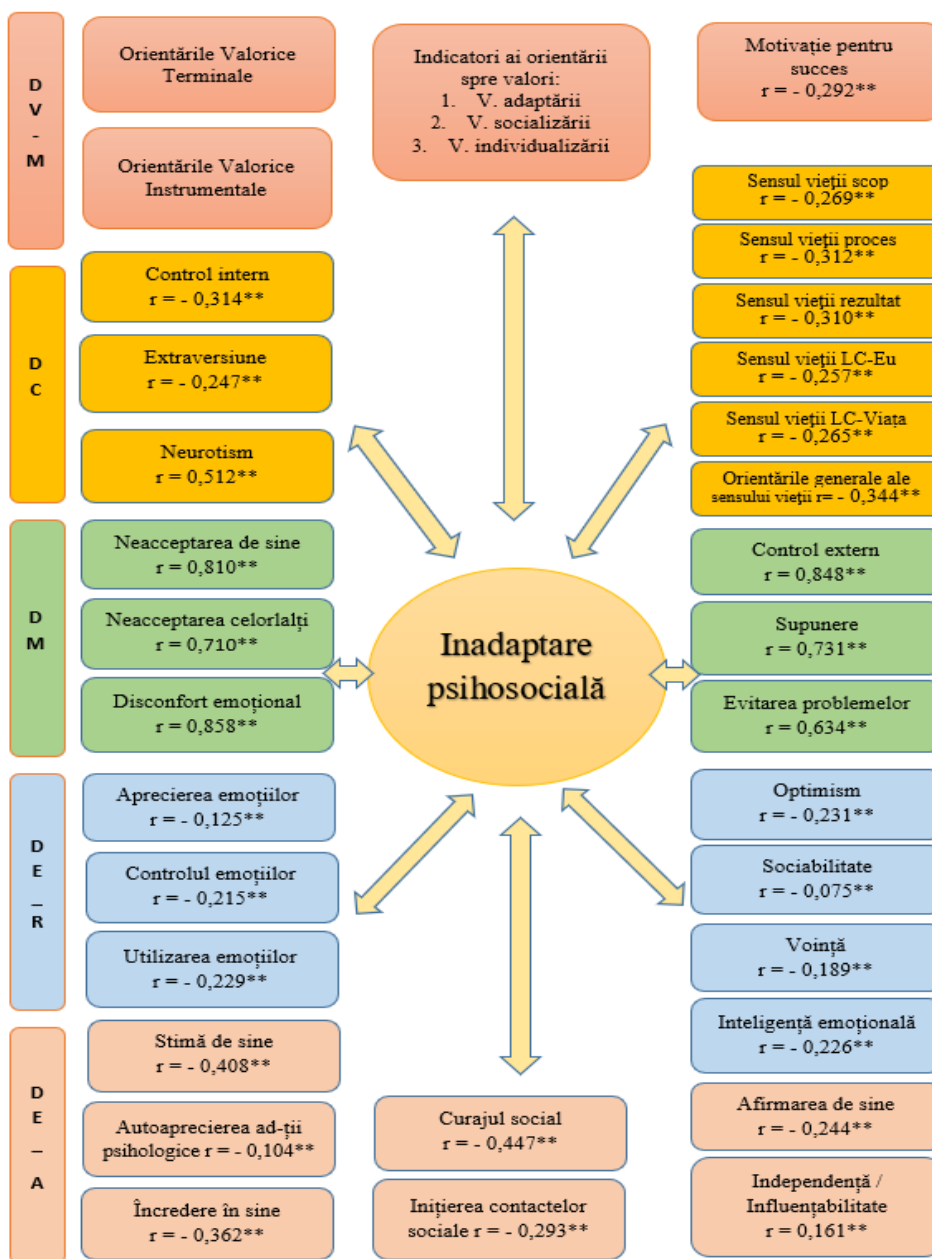 D
V
-
M
Orientările Valorice
Terminale
Orientările Valorice
Instrumentale
Indicatori ai orientării
spre valori:
1. V. adaptării
2. V. socializării
3. V. individualizării
Motivație pentru
succes
r = - 0,292**
D
C
Control intern
r = - 0,314**
Extraversiune
r = - 0,247**
Neurotism
r = 0,512**
Sensul vieții scop
r = - 0,269**
Sensul vieții proces
r = - 0,312**
Sensul vieții rezultat
r = - 0,310**
Sensul vieții LC-Eu
r = - 0,257**
Sensul vieții LC-Viața
r = - 0,265**
Orientările generale ale
sensului vieții r= - 0,344**
D
M
Neacceptarea de sine
r = 0,810**
Neacceptarea celorlalți
r = 0,710**
Disconfort emoțional
r = 0,858**
Inadaptare
psihosocială
Control extern
r = 0,848**
Supunere
r = 0,731**
Evitarea problemelor
r = 0,634**
D
E
_
R
Aprecierea emoțiilor
r = - 0,125**
Controlul emoțiilor
r = - 0,215**
Utilizarea emoțiilor
r = - 0,229**
Optimism
r = - 0,231**
Sociabilitate
r = - 0,075**
Voință
r = - 0,189**
Inteligență emoțională
r = - 0,226**
D
E
_
A
Stimă de sine
r = - 0,408**
Autoaprecierea ad-ții
psihologice r = - 0,104**
Încredere în sine
r = - 0,362**
Curajul social
r = - 0,447**
Inițierea contactelor
sociale r = - 0,293**
Afirmarea de sine
r = - 0,244**
Independență /
Influențabilitate
r = 0,161**